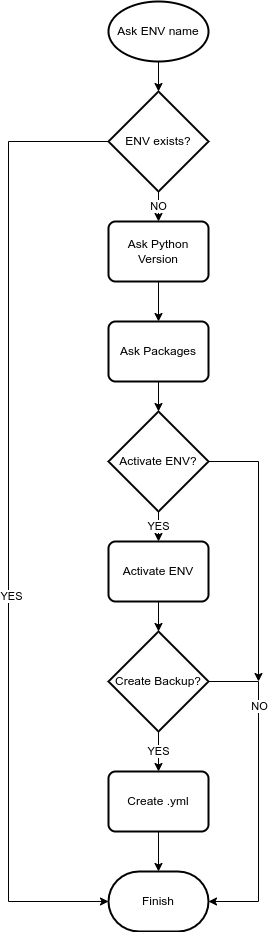 Ask ENV name
ENV exists?
NO
Ask Python
Version
Ask Packages
Activate ENV?
YES
Activate ENV
YES
Create Backup?
NO
YES
Create .yml
Finish